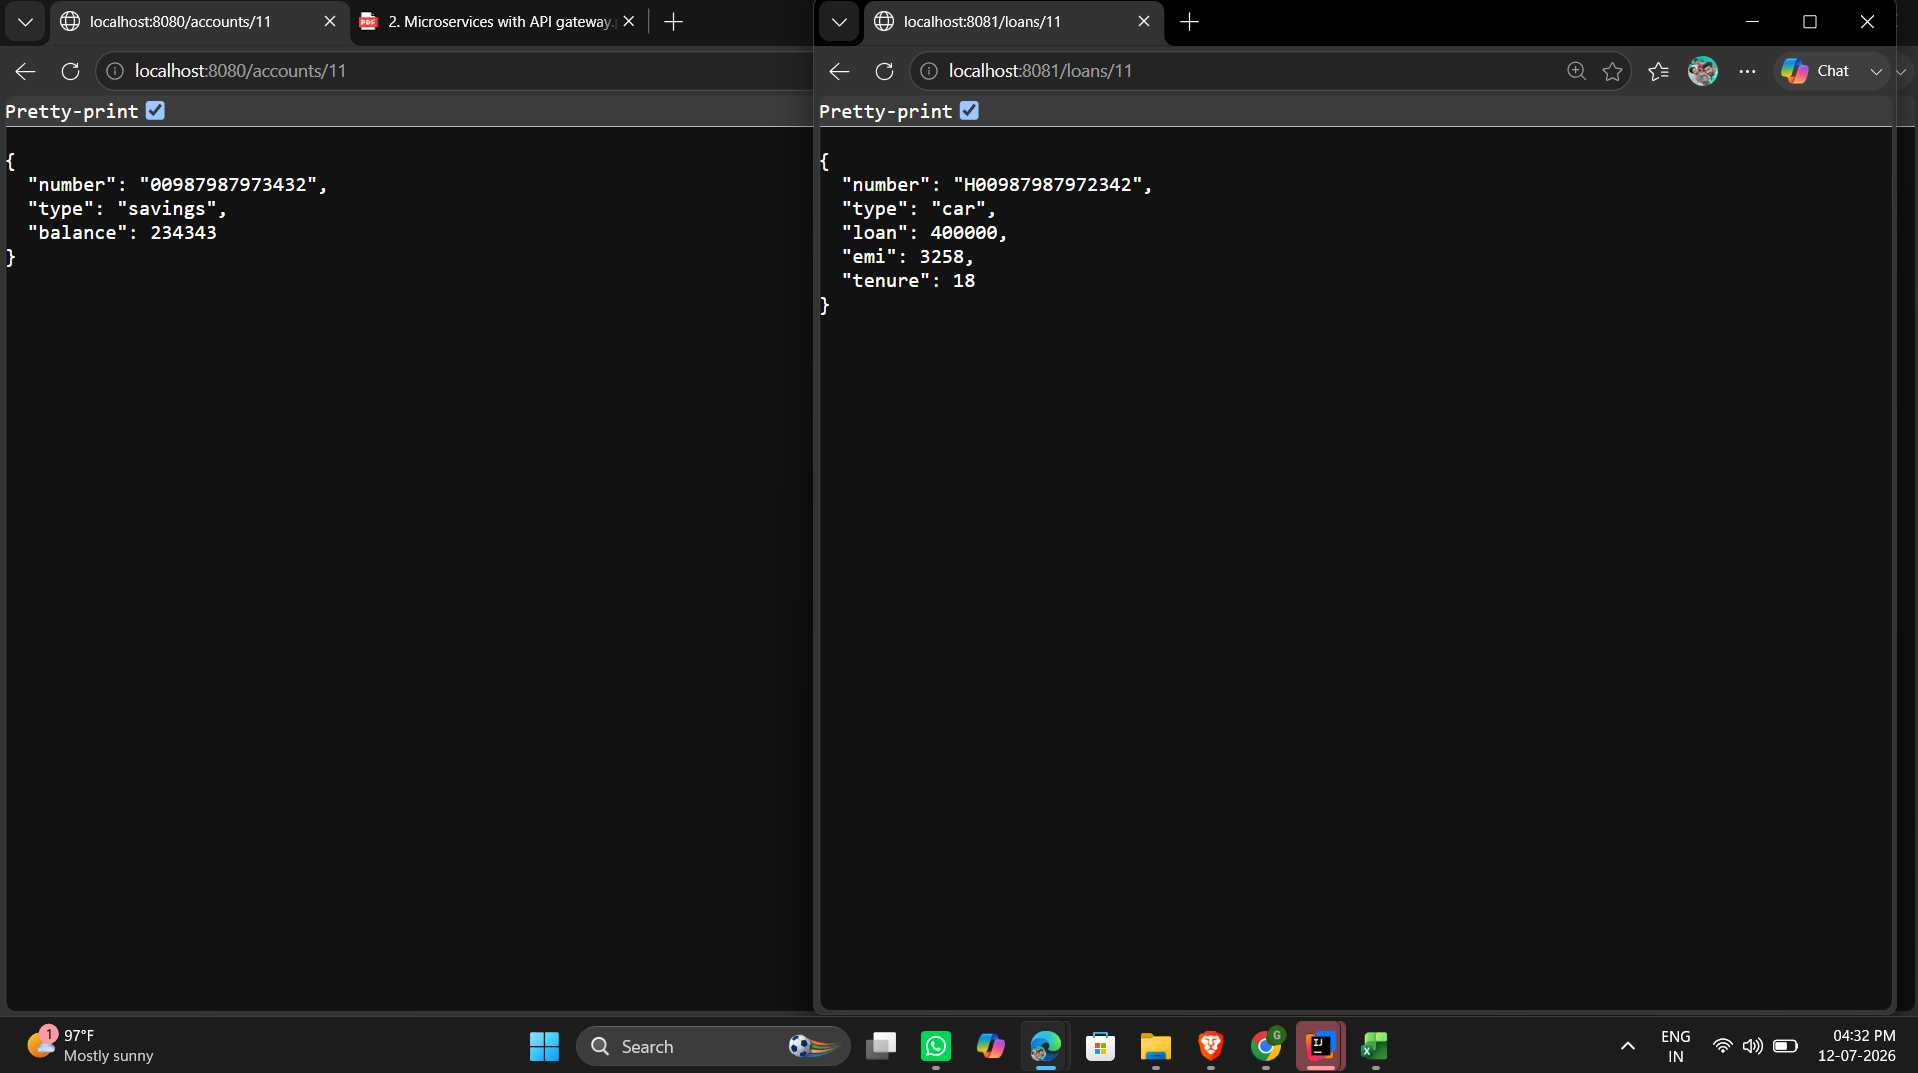 localhost:8080/accounts/11
2. Microservices with API gateway.
localhost:8080/accounts/11
Pretty-print
{
  "number": "00987987973432",
  "type": "savings",
  "balance": 234343
}
localhost:8081/loans/11
localhost:8081/loans/11
Chat
Pretty-print
{
  "number": "H00987987972342",
  "type": "car",
  "loan": 400000,
  "emi": 3258,
  "tenure": 18
}
1
97°F
Mostly sunny
Search
G
IJ
ENG
IN
04:32 PM
12-07-2026